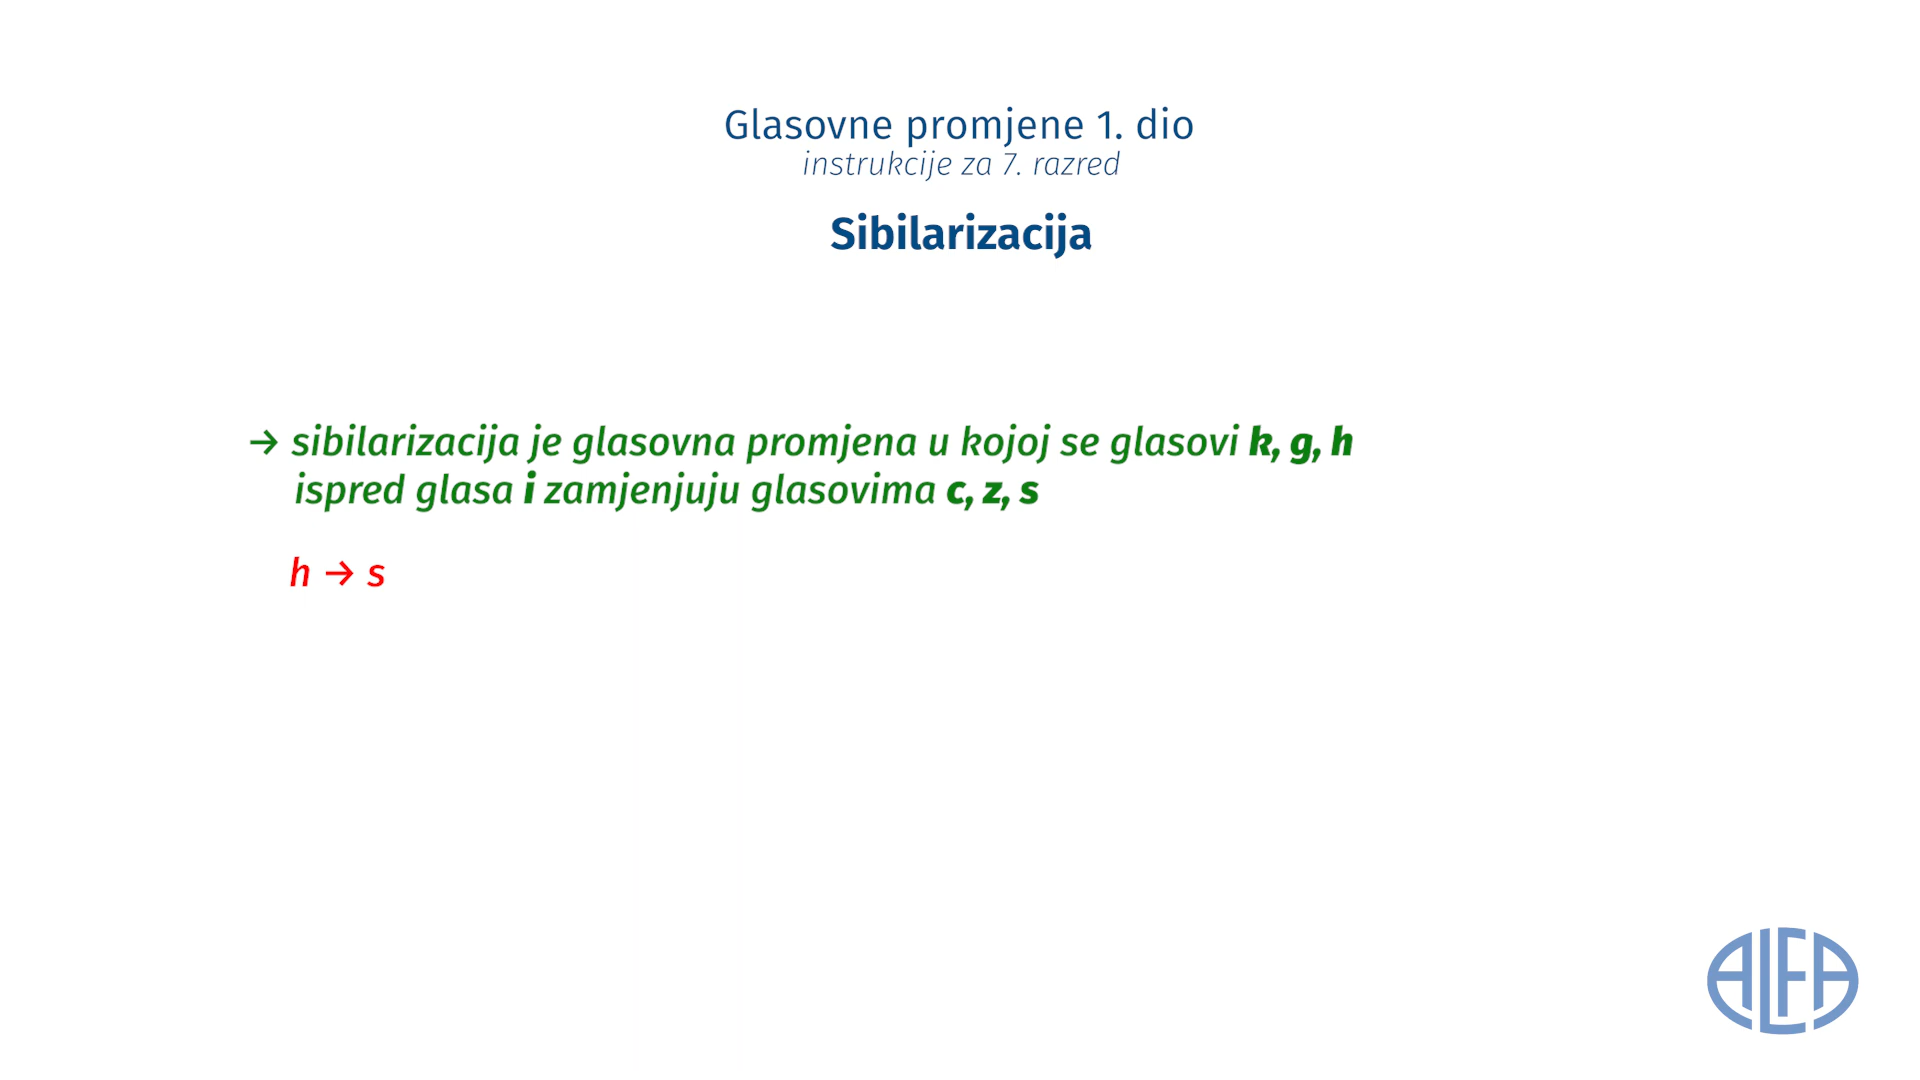 Glasovne promjene 1. dio
instrukcije za 7. razred
Sibilarizacija
→ sibilarizacija je glasovna promjena u kojoj se glasovi k, g, h
ispred glasa i zamjenjuju glasovima c, z, s
h → s
ALFA